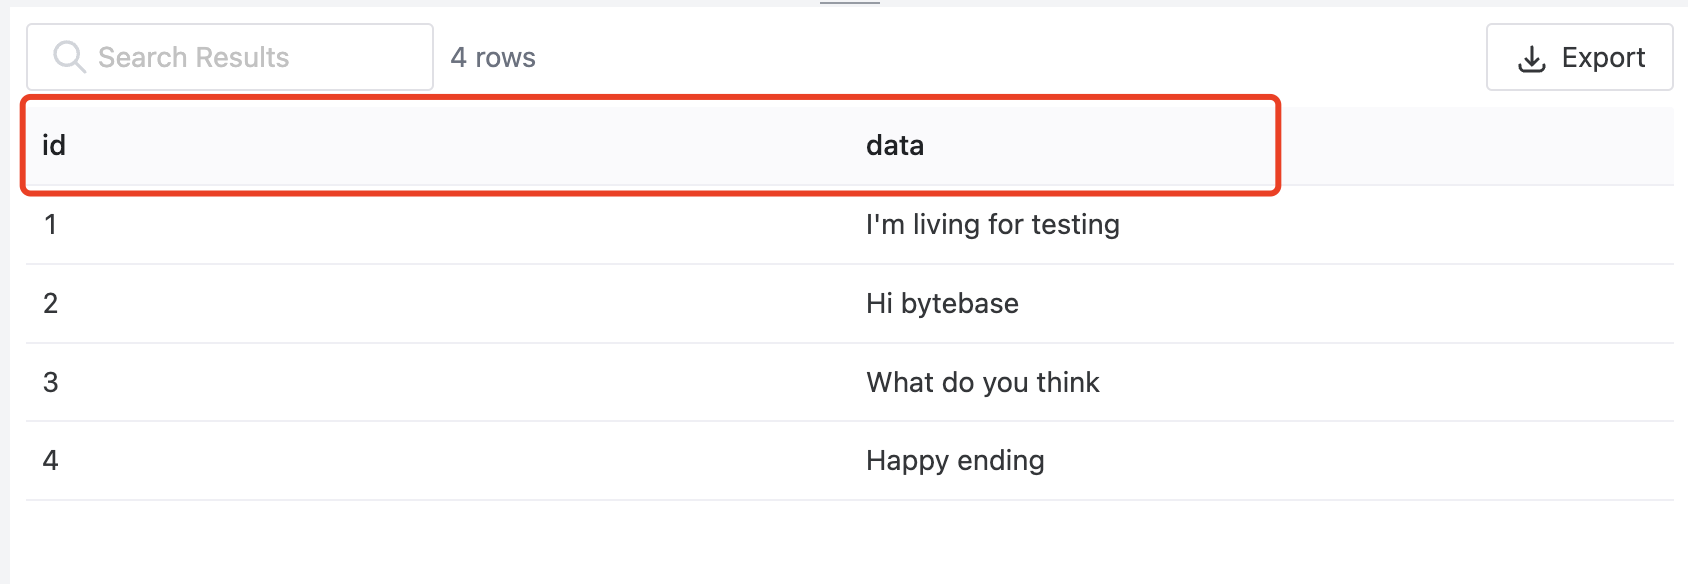 Search Results 4 rows Export
id data
1 I'm living for testing
2 Hi bytebase
3 What do you think
4 Happy ending